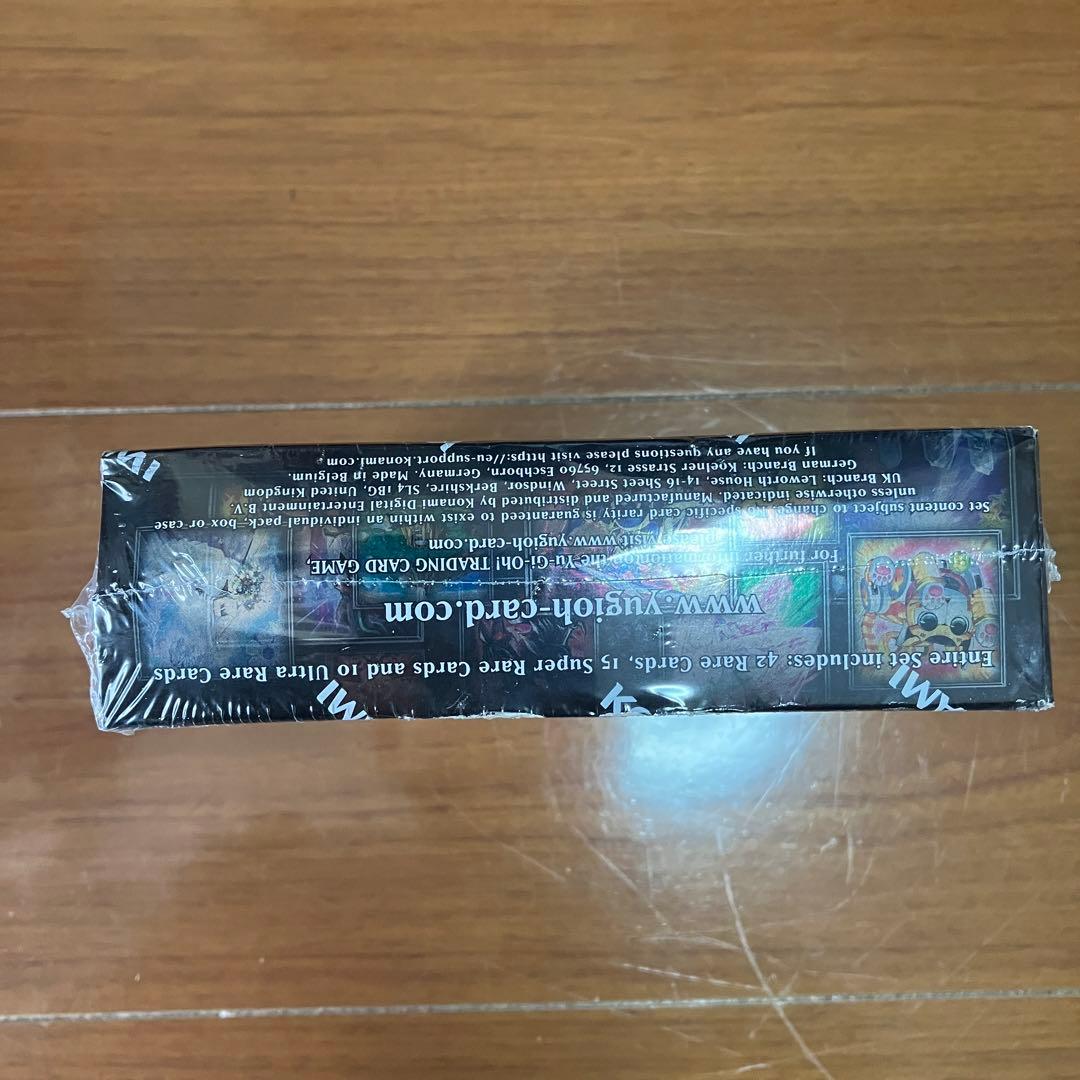 Entire Set includes: 42 Rare Cards, 15 Super Rare Cards and 10 Ultra Rare Cards
www.yugioh-card.com
For further information on the Yu-Gi-Oh! TRADING CARD GAME,
please visit www.yugioh-card.com
Set content subject to change. No specific card rarity is guaranteed to exist within an individual pack, box or case
unless otherwise indicated. Manufactured and distributed by Konami Digital Entertainment B.V.
UK Branch: Leworth House, 14-16 Sheet Street, Windsor, Berkshire, SL4 1BG, United Kingdom
German Branch: Koelner Strasse 12, 65760 Eschborn, Germany. Made in Belgium.
If you have any questions please visit https://eu-support.konami.com